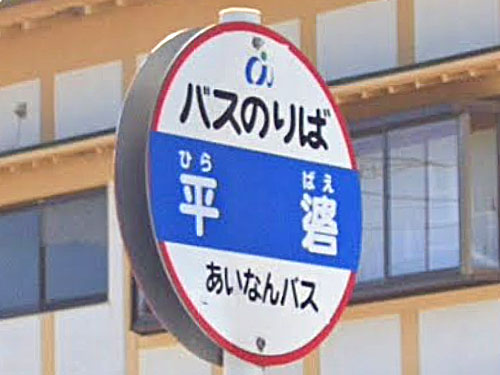 バスのりば
ひら ばえ
平 碆
あいなんバス